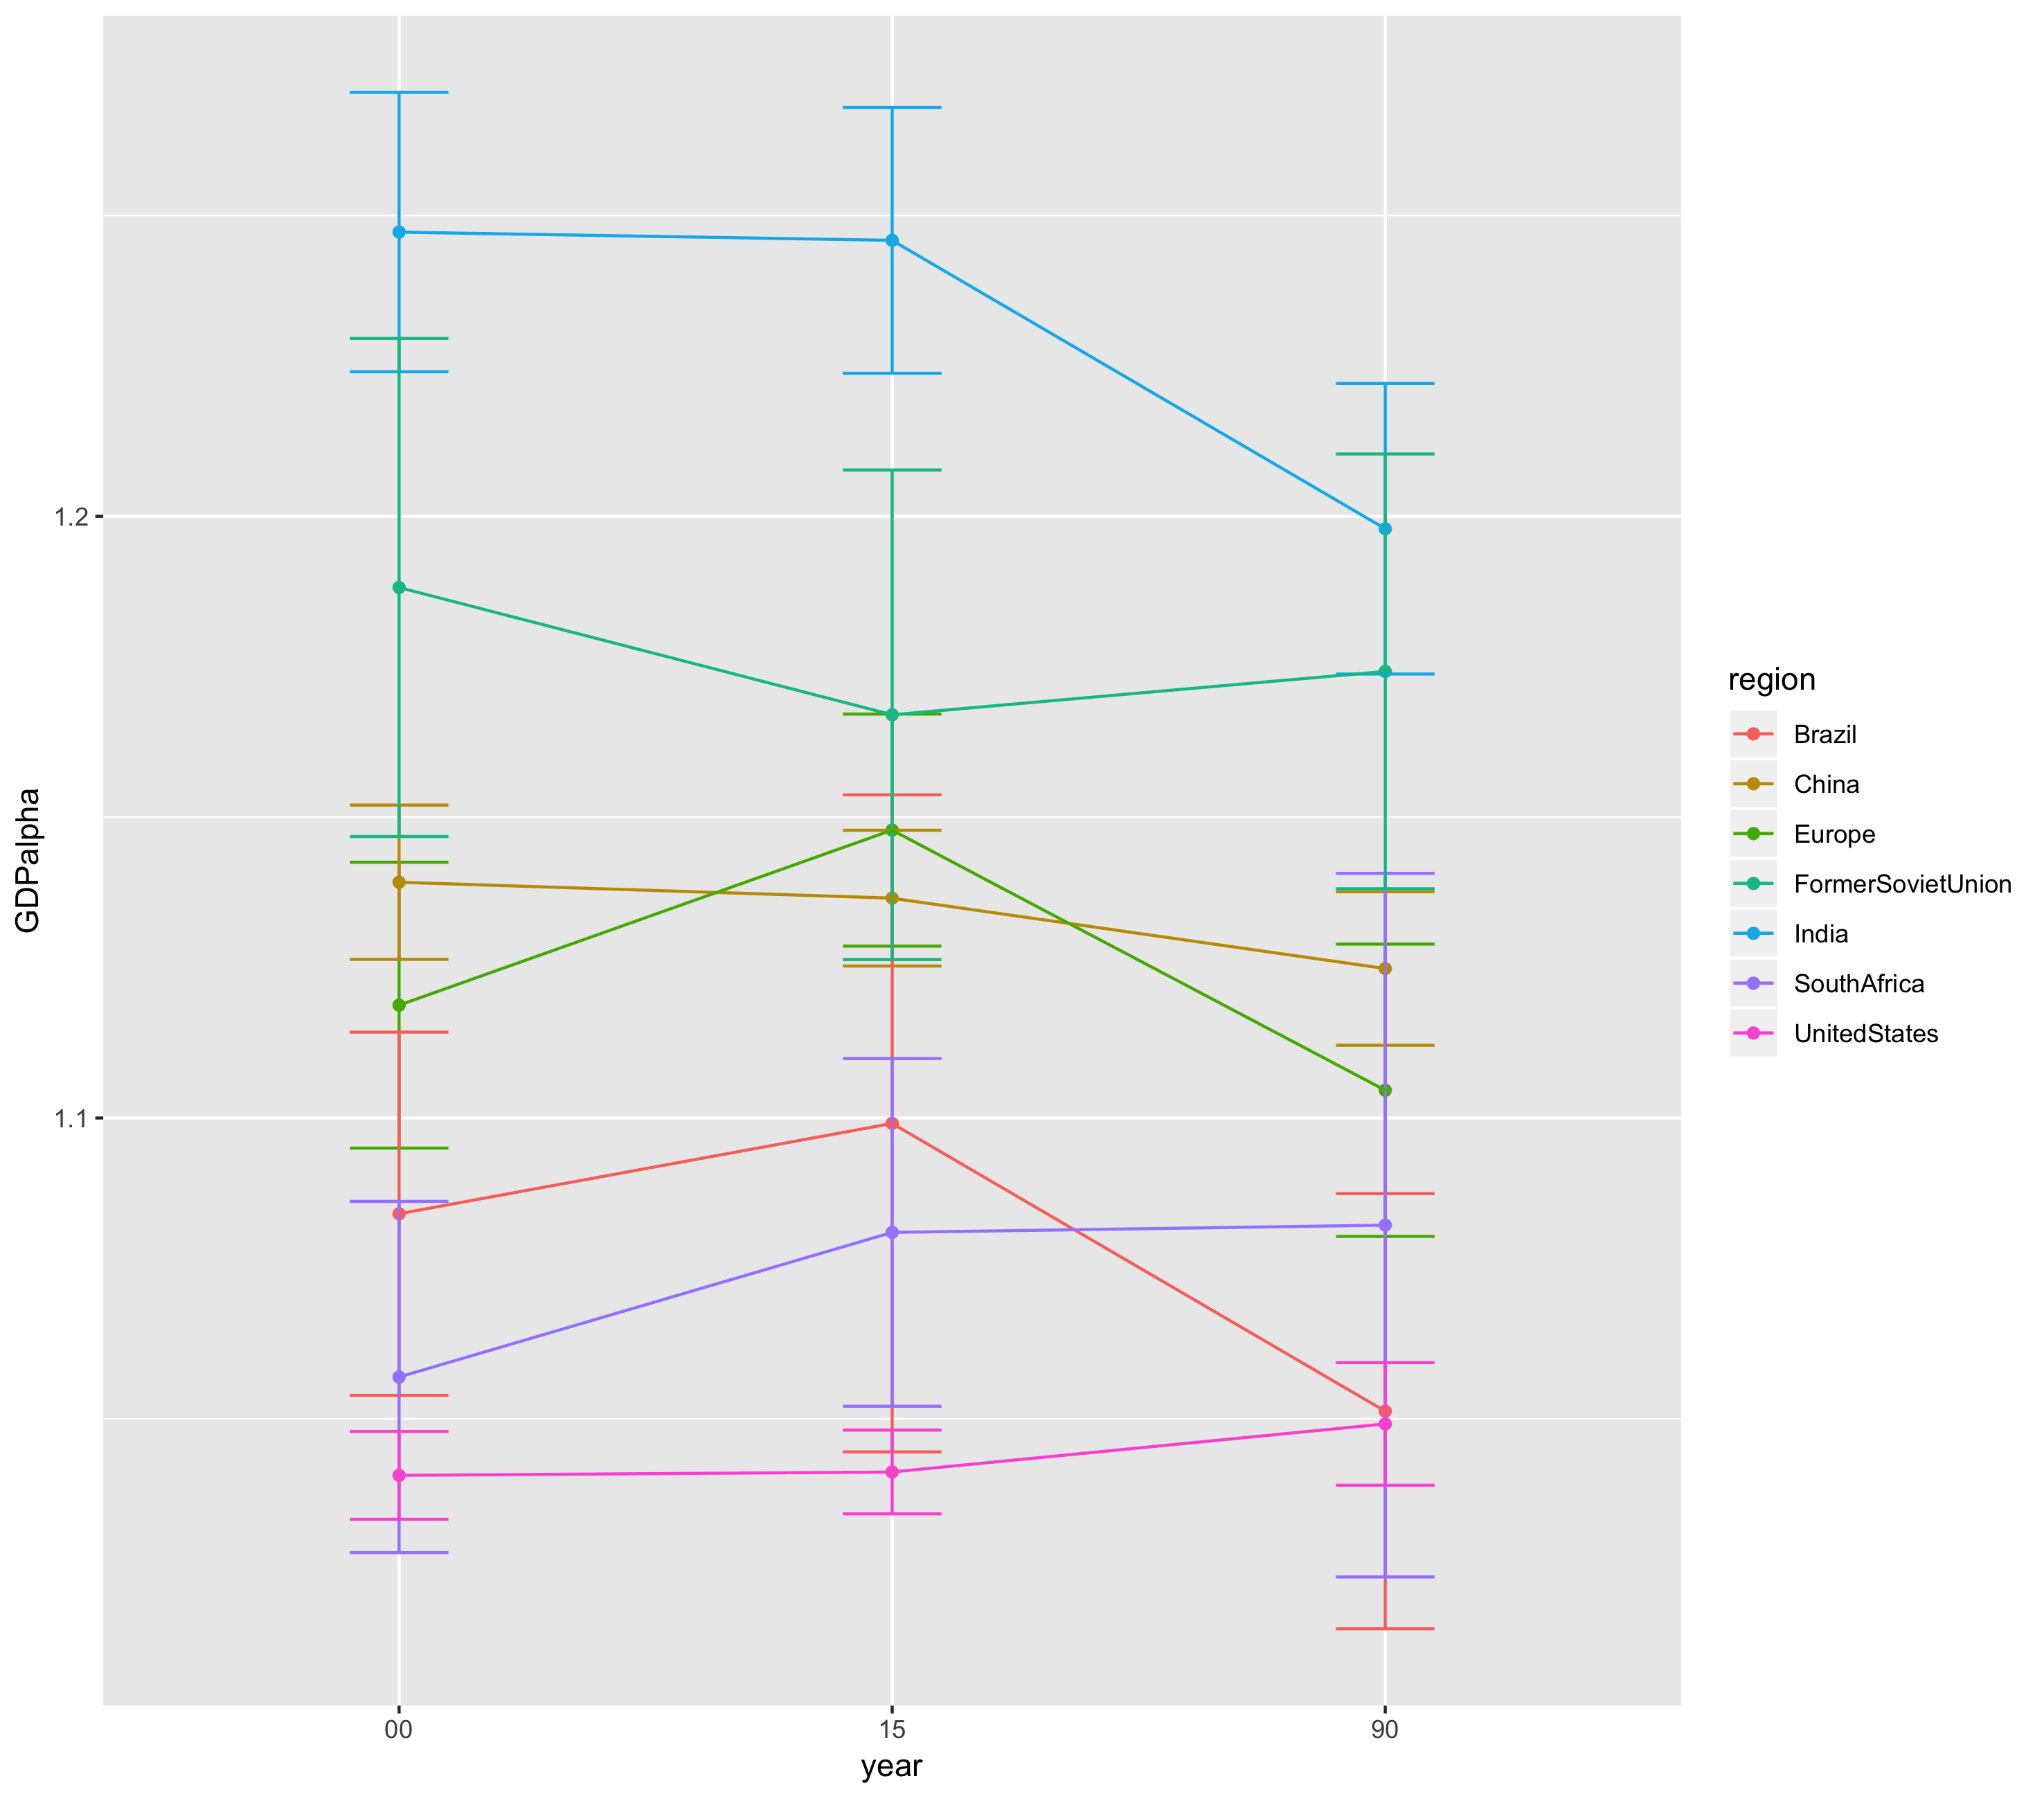 GDPalpha
1.2
1.1
00
15
90
year
region
Brazil
China
Europe
FormerSovietUnion
India
SouthAfrica
UnitedStates